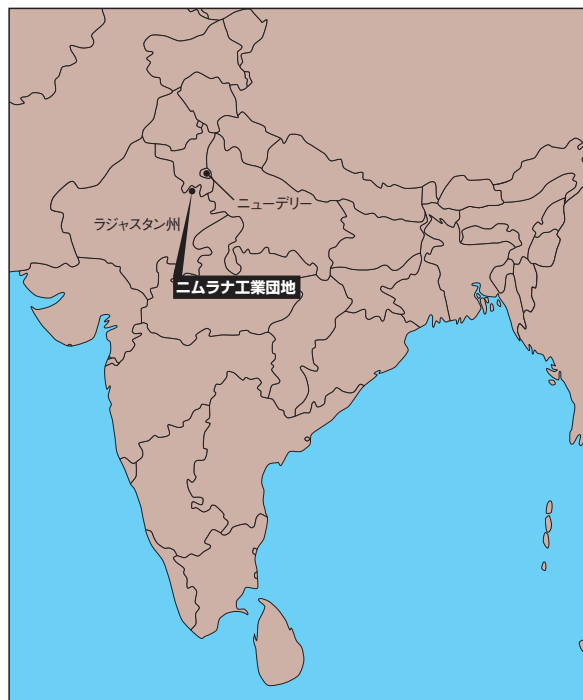 ニューデリー
ラジャスタン州
ニムラナ工業団地